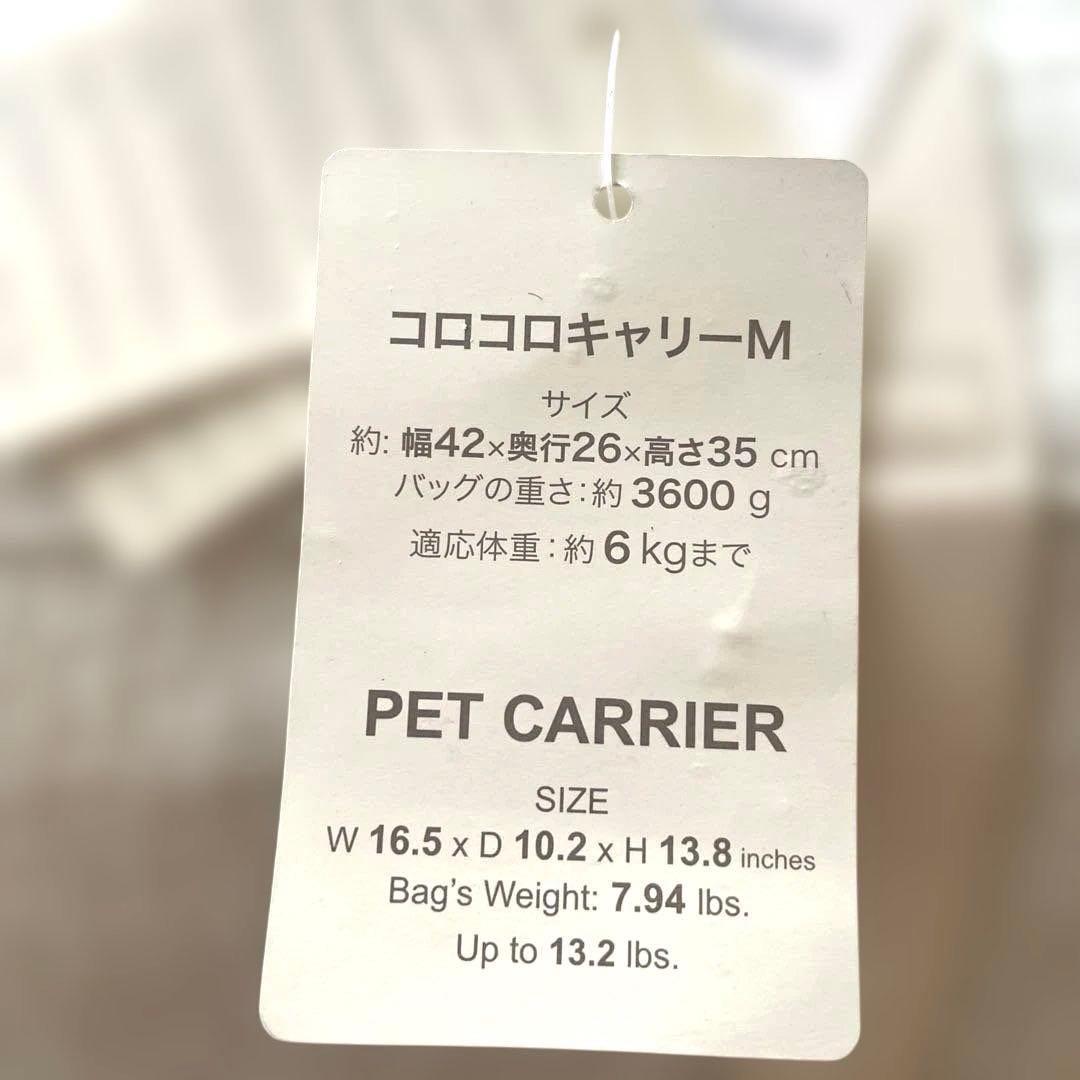 コロコロキャリーM
サイズ
約: 幅42×奥行26×高さ35 cm
バッグの重さ:約 3600 g
適応体重:約 6 kgまで
PET CARRIER
SIZE
W 16.5 x D 10.2 x H 13.8 inches
Bag's Weight: 7.94 lbs.
Up to 13.2 lbs.